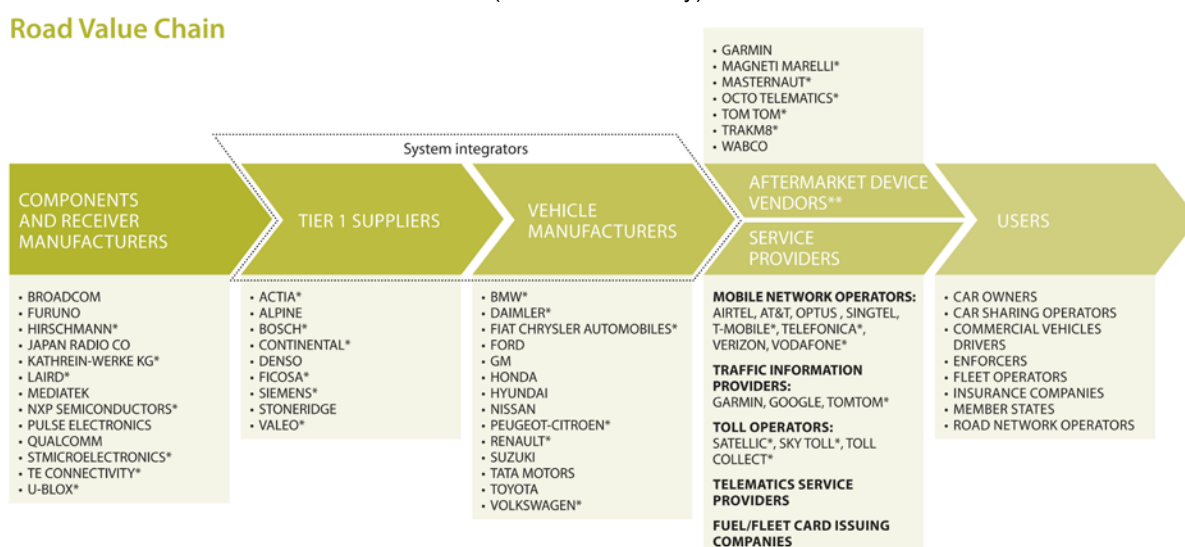 Road Value Chain
• GARMIN
• MAGNETI MARELLI*
• MASTERNAUT*
• OCTO TELEMATICS*
• TOM TOM*
• TRAKM8*
• WABCO
System integrators
COMPONENTS
AND RECEIVER
MANUFACTURERS
TIER 1 SUPPLIERS
VEHICLE
MANUFACTURERS
AFTERMARKET DEVICE
VENDORS**
SERVICE
PROVIDERS
USERS
• BROADCOM
• FURUNO
• HIRSCHMANN*
• JAPAN RADIO CO
• KATHREIN-WERKE KG*
• LAIRD*
• MEDIATEK
• NXP SEMICONDUCTORS*
• PULSE ELECTRONICS
• QUALCOMM
• STMICROELECTRONICS*
• TE CONNECTIVITY*
• U-BLOX*
• ACTIA*
• ALPINE
• BOSCH*
• CONTINENTAL*
• DENSO
• FICOSA*
• SIEMENS*
• STONERIDGE
• VALEO*
• BMW*
• DAIMLER*
• FIAT CHRYSLER AUTOMOBILES*
• FORD
• GM
• HONDA
• HYUNDAI
• NISSAN
• PEUGEOT-CITROEN*
• RENAULT*
• SUZUKI
• TATA MOTORS
• TOYOTA
• VOLKSWAGEN*
MOBILE NETWORK OPERATORS:
AIRTEL, AT&T, OPTUS , SINGTEL,
T-MOBILE*, TELEFONICA*,
VERIZON, VODAFONE*
TRAFFIC INFORMATION
PROVIDERS:
GARMIN, GOOGLE, TOMTOM*
TOLL OPERATORS:
SATELLIC*, SKY TOLL*, TOLL
COLLECT*
TELEMATICS SERVICE
PROVIDERS
FUEL/FLEET CARD ISSUING
COMPANIES
• CAR OWNERS
• CAR SHARING OPERATORS
• COMMERCIAL VEHICLES
DRIVERS
• ENFORCERS
• FLEET OPERATORS
• INSURANCE COMPANIES
• MEMBER STATES
• ROAD NETWORK OPERATORS